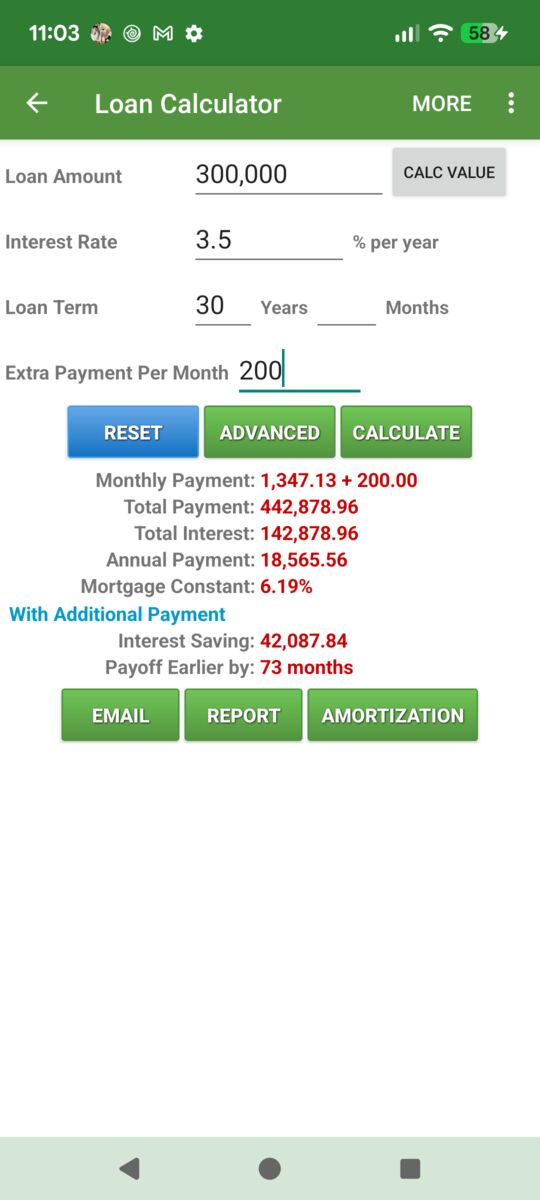 11:03 58
Loan Calculator MORE
Loan Amount 300,000 CALC VALUE
Interest Rate 3.5 % per year
Loan Term 30 Years Months
Extra Payment Per Month 200
RESET ADVANCED CALCULATE
Monthly Payment: 1,347.13 + 200.00
Total Payment: 442,878.96
Total Interest: 142,878.96
Annual Payment: 18,565.56
Mortgage Constant: 6.19%
With Additional Payment
Interest Saving: 42,087.84
Payoff Earlier by: 73 months
EMAIL REPORT AMORTIZATION